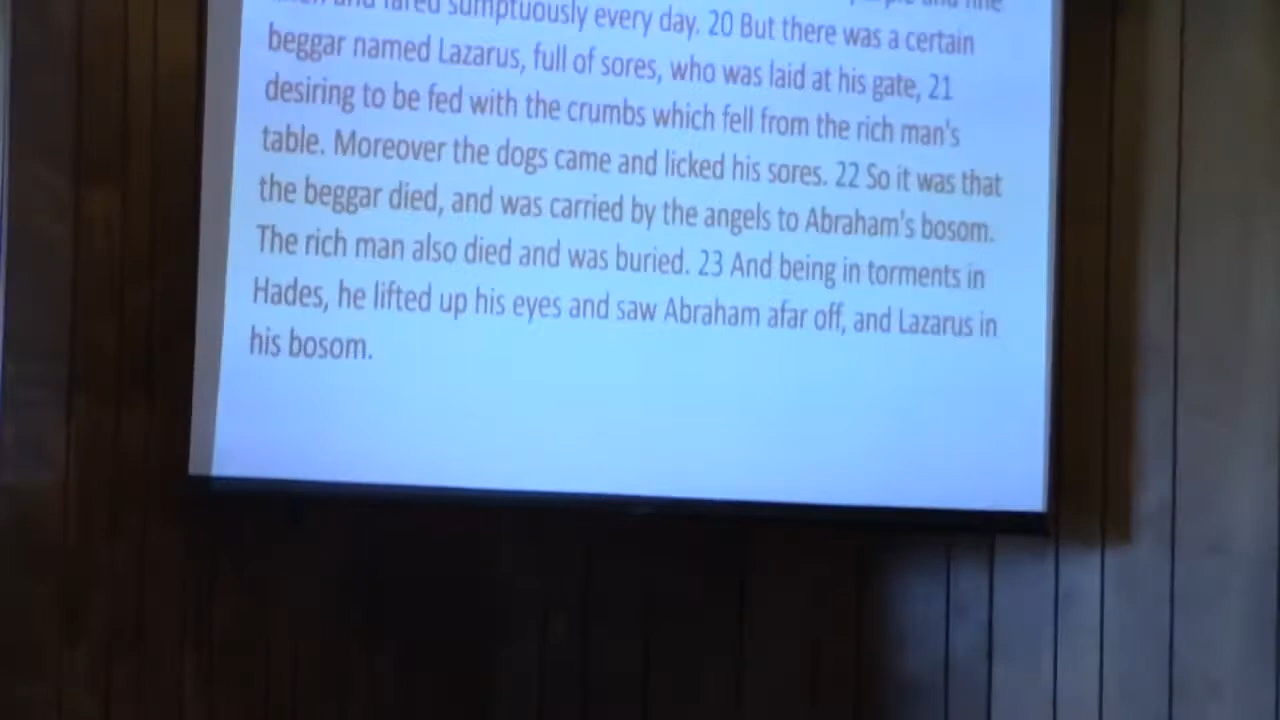 and fine
and fared sumptuously every day. 20 But there was a certain
beggar named Lazarus, full of sores, who was laid at his gate, 21
desiring to be fed with the crumbs which fell from the rich man's
table. Moreover the dogs came and licked his sores. 22 So it was that
the beggar died, and was carried by the angels to Abraham's bosom.
The rich man also died and was buried. 23 And being in torments in
Hades, he lifted up his eyes and saw Abraham afar off, and Lazarus in
his bosom.